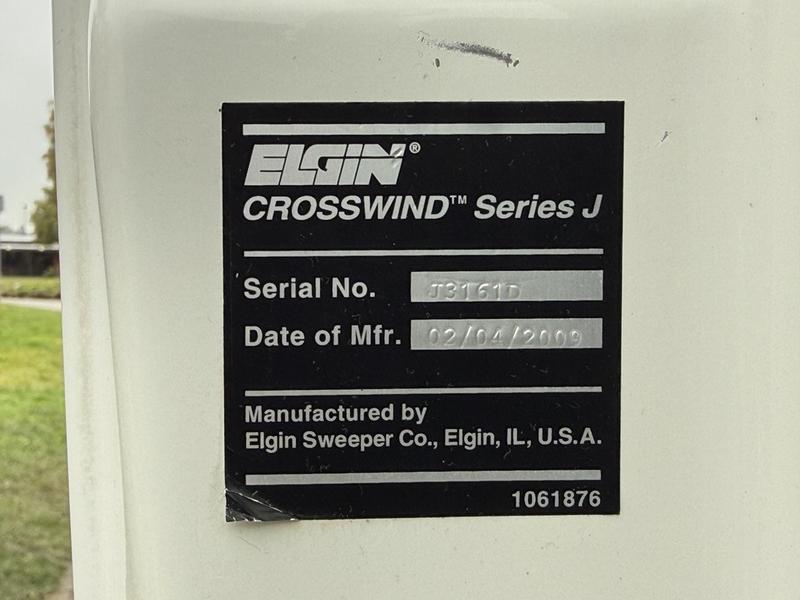 ELGIN®
CROSSWIND™ Series J
Serial No. J3161D
Date of Mfr. 02/04/2009
Manufactured by
Elgin Sweeper Co., Elgin, IL, U.S.A.
1061876